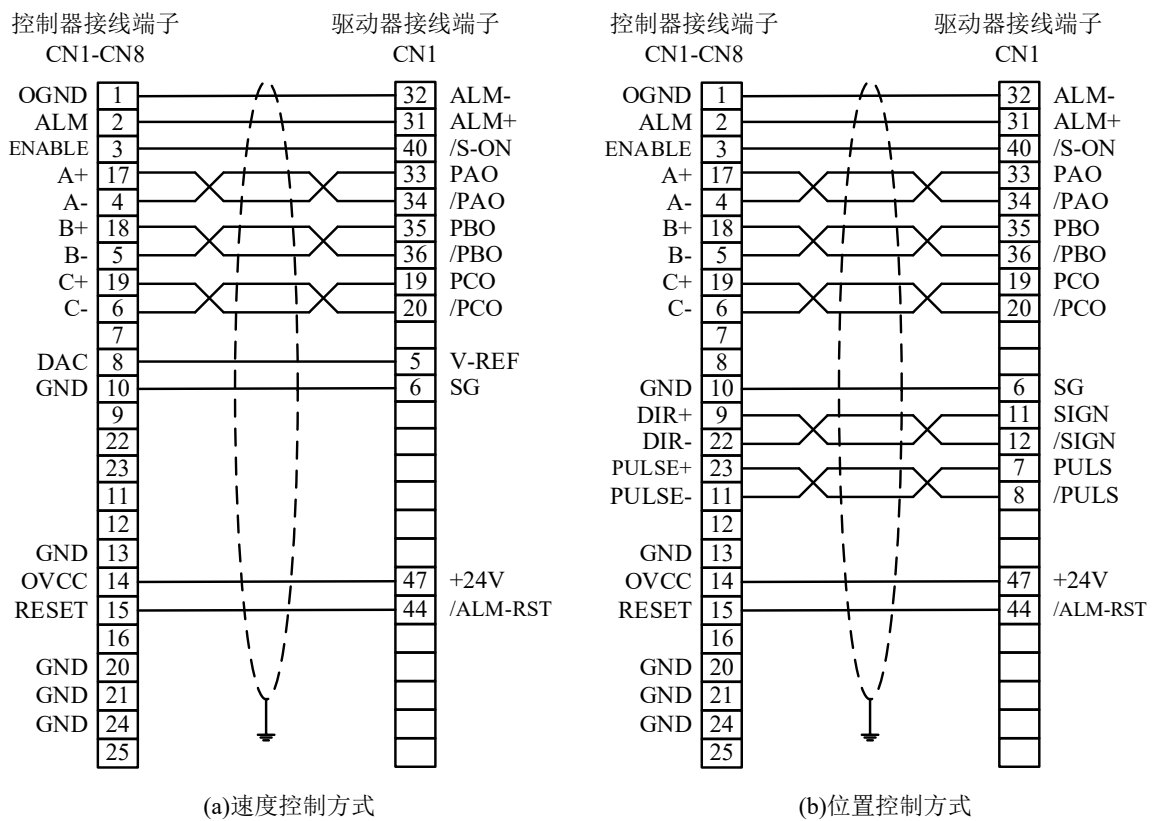 控制器接线端子 驱动器接线端子
CN1-CN8 CN1
OGND 1 32 ALM-
ALM 2 31 ALM+
ENABLE 3 40 /S-ON
A+ 17 33 PAO
A- 4 34 /PAO
B+ 18 35 PBO
B- 5 36 /PBO
C+ 19 19 PCO
C- 6 20 /PCO
7
DAC 8 5 V-REF
GND 10 6 SG
9
22
23
11
12
GND 13
OVCC 14 47 +24V
RESET 15 44 /ALM-RST
16
GND 20
GND 21
GND 24
25
(a)速度控制方式
控制器接线端子 驱动器接线端子
CN1-CN8 CN1
OGND 1 32 ALM-
ALM 2 31 ALM+
ENABLE 3 40 /S-ON
A+ 17 33 PAO
A- 4 34 /PAO
B+ 18 35 PBO
B- 5 36 /PBO
C+ 19 19 PCO
C- 6 20 /PCO
7
8
GND 10 6 SG
DIR+ 9 11 SIGN
DIR- 22 12 /SIGN
PULSE+ 23 7 PULS
PULSE- 11 8 /PULS
12
GND 13
OVCC 14 47 +24V
RESET 15 44 /ALM-RST
16
GND 20
GND 21
GND 24
25
(b)位置控制方式